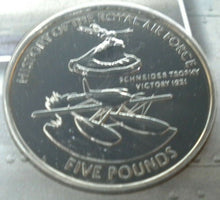 HISTORY OF THE ROYAL AIR FORCE
SCHNEIDER TROPHY
VICTORY 1931
FIVE POUNDS